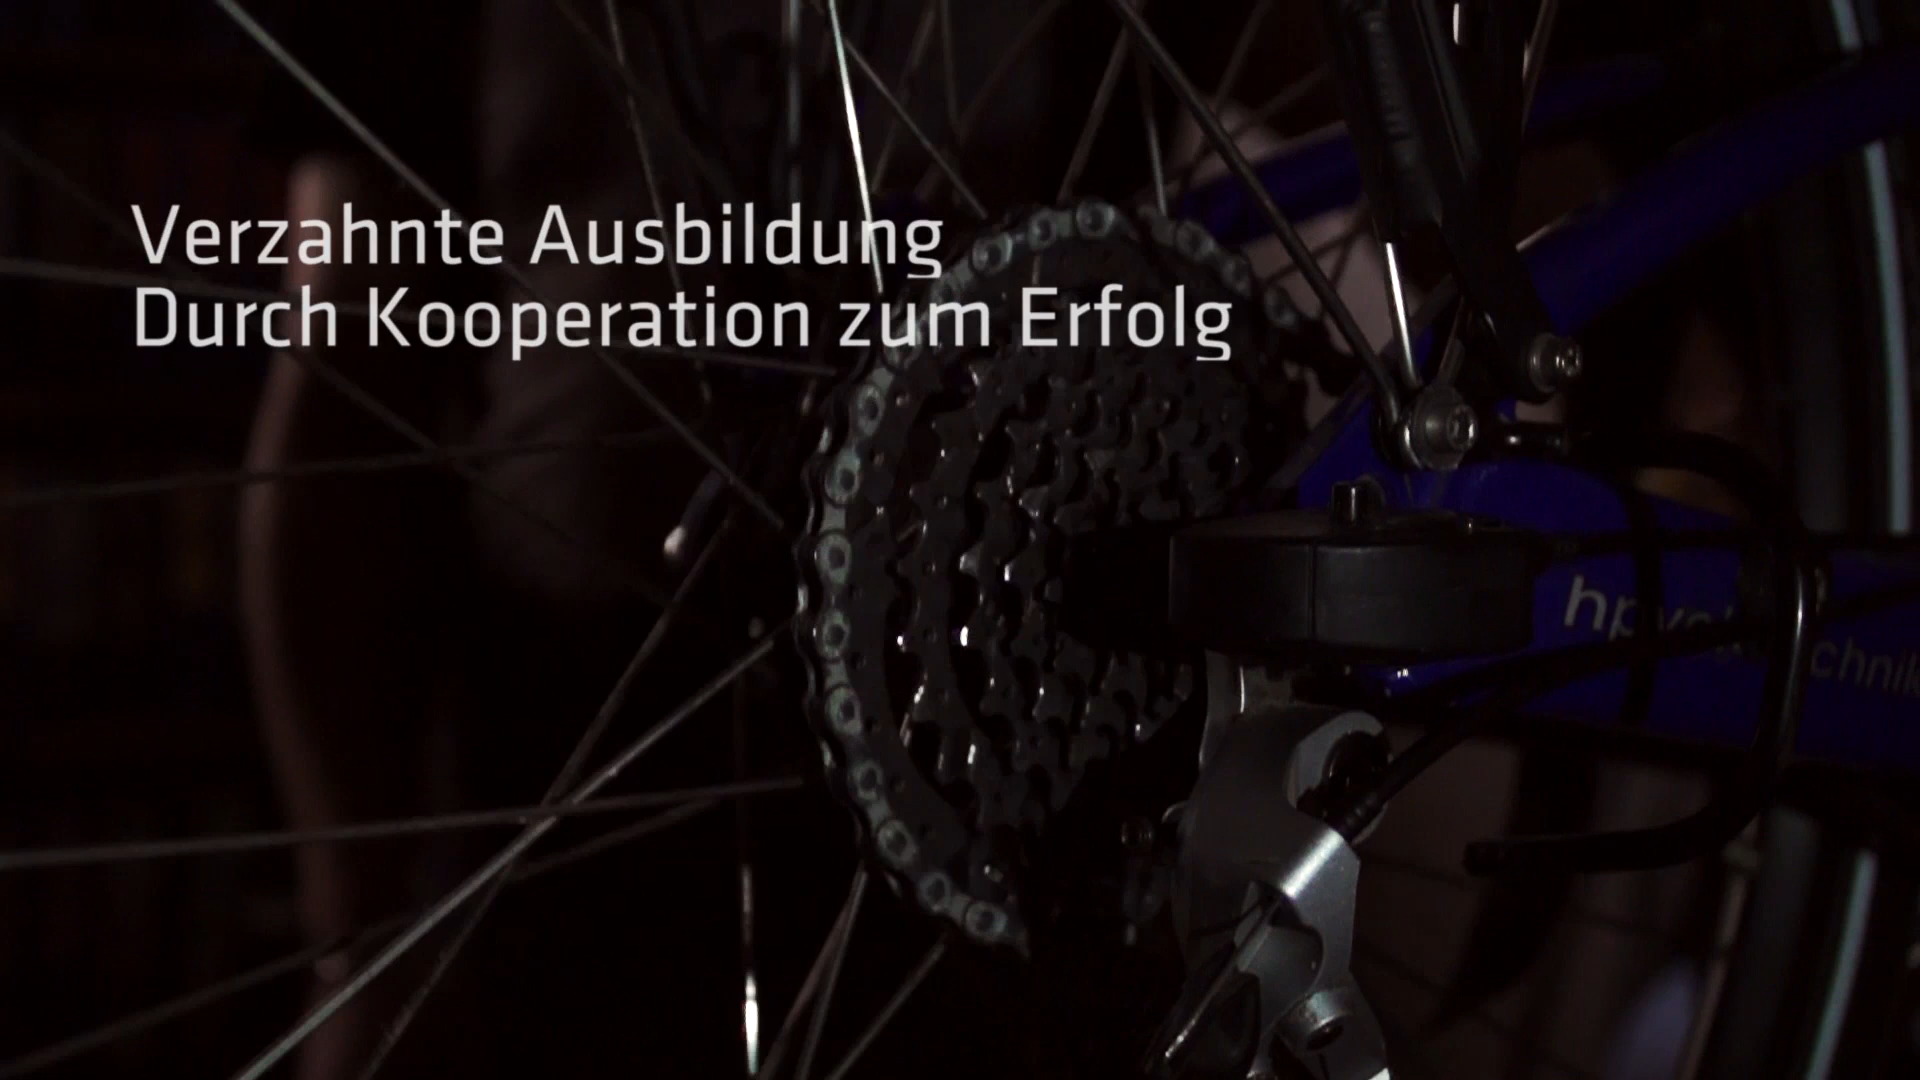 Verzahnte Ausbildung
Durch Kooperation zum Erfolg